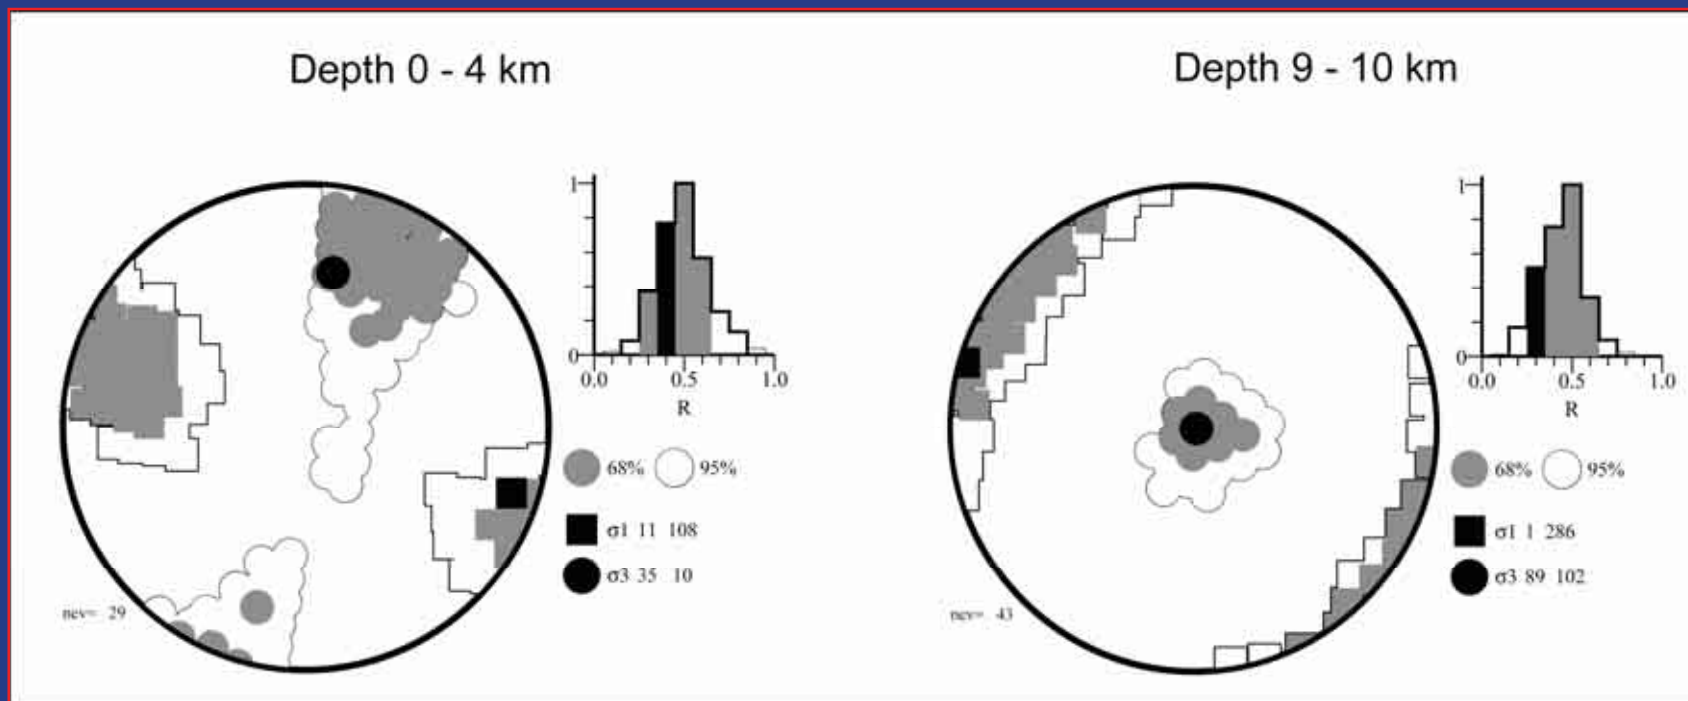 Depth 0 - 4 km
1
0
0.0 0.5 1.0
R
68% 95%
σ1 11 108
σ3 35 10
nev= 29
Depth 9 - 10 km
1
0
0.0 0.5 1.0
R
68% 95%
σ1 1 286
σ3 89 102
nev= 43